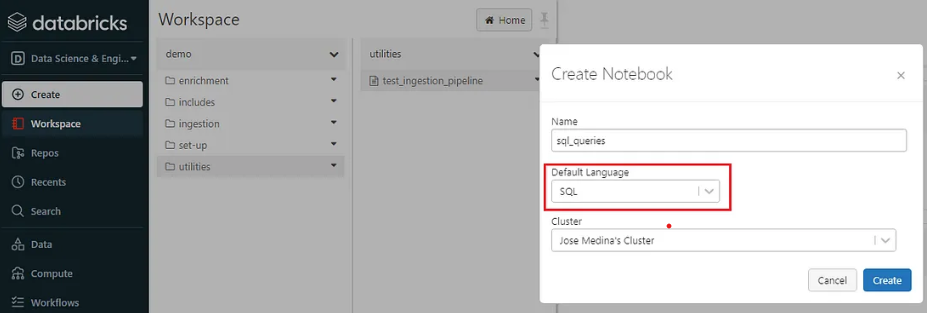 databricks
D Data Science & Engi...
Create
Workspace
Repos
Recents
Search
Data
Compute
Workflows
Workspace
Home
demo
enrichment
includes
ingestion
set-up
utilities
utilities
test_ingestion_pipeline
Create Notebook
Name
sql_queries
Default Language
SQL
Cluster
Jose Medina's Cluster
Cancel
Create